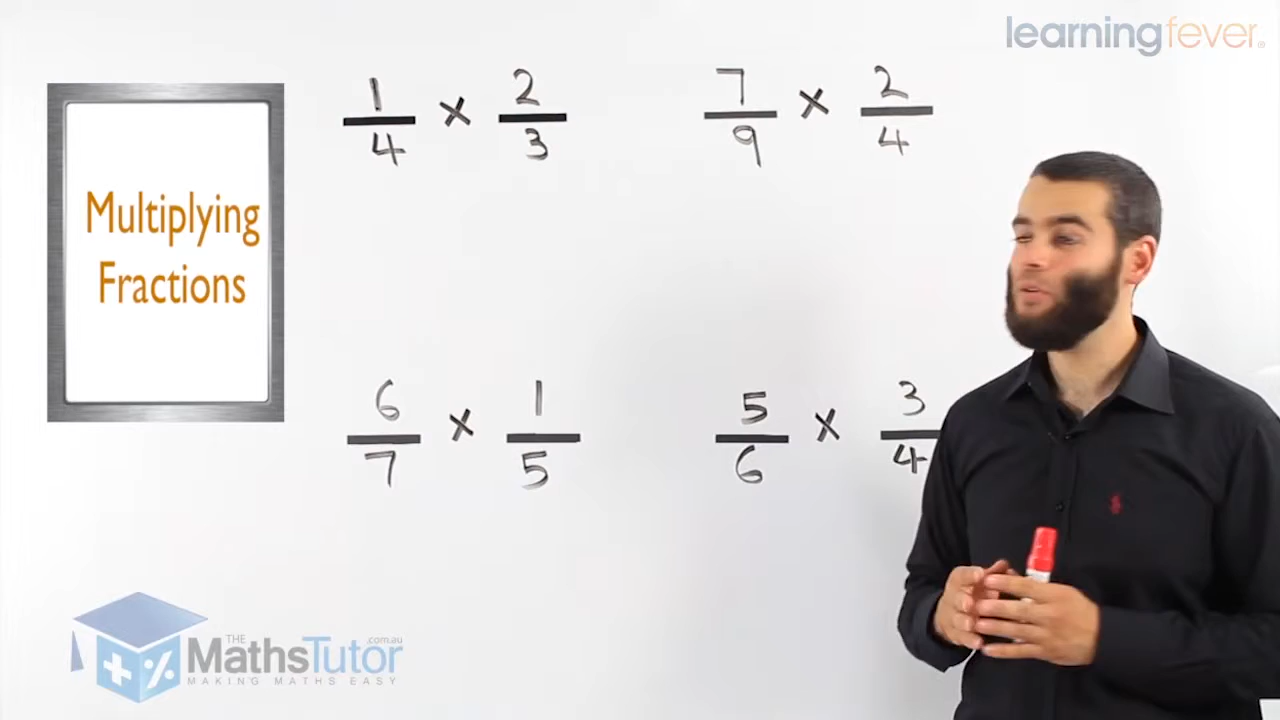 learningfever®
Multiplying
Fractions
1/4 × 2/3
7/9 × 2/4
6/7 × 1/5
5/6 × 3/4
THE
MathsTutor.com.au
MAKING MATHS EASY